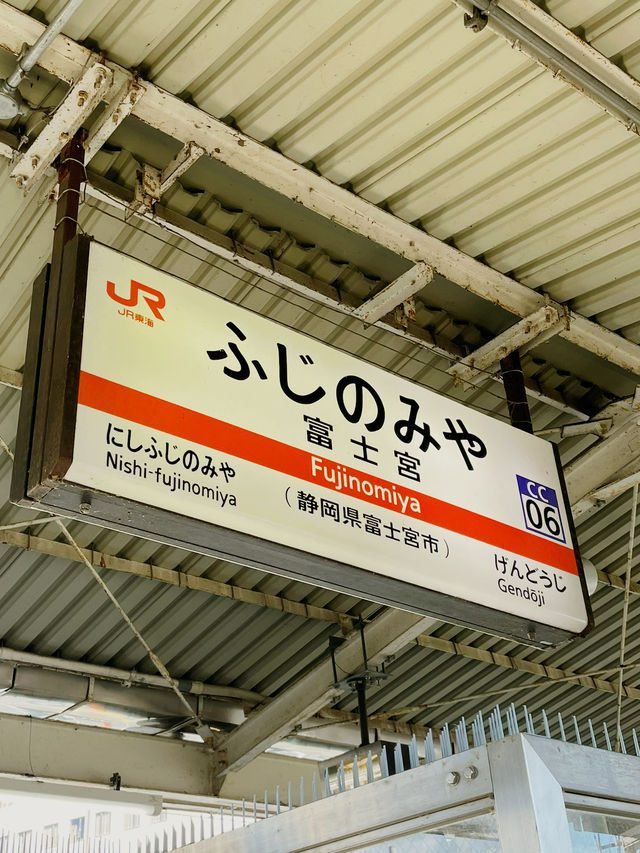 JR
JR東海
ふじのみや
富士宮
Fujinomiya
CC
06
にしふじのみや
Nishi-fujinomiya
(静岡県富士宮市)
げんどうじ
Gendōji